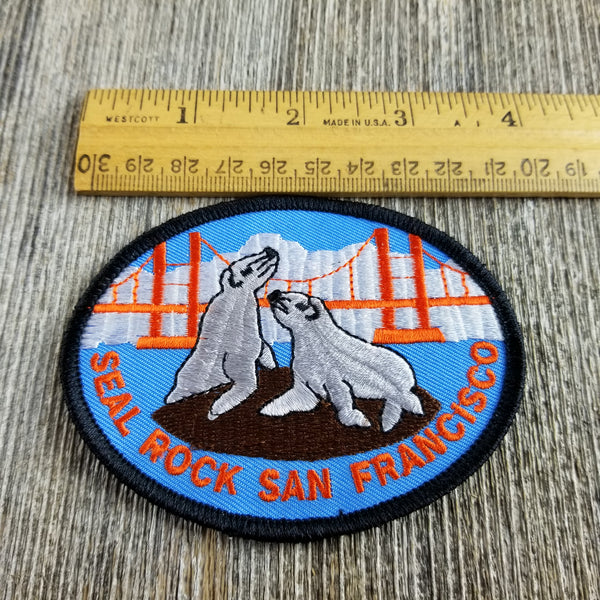 1 2 3 4
WESTCOTT MADE IN U.S.A.
30 29 28 27 26 25 24 23 22 21 20 19
SEAL ROCK SAN FRANCISCO